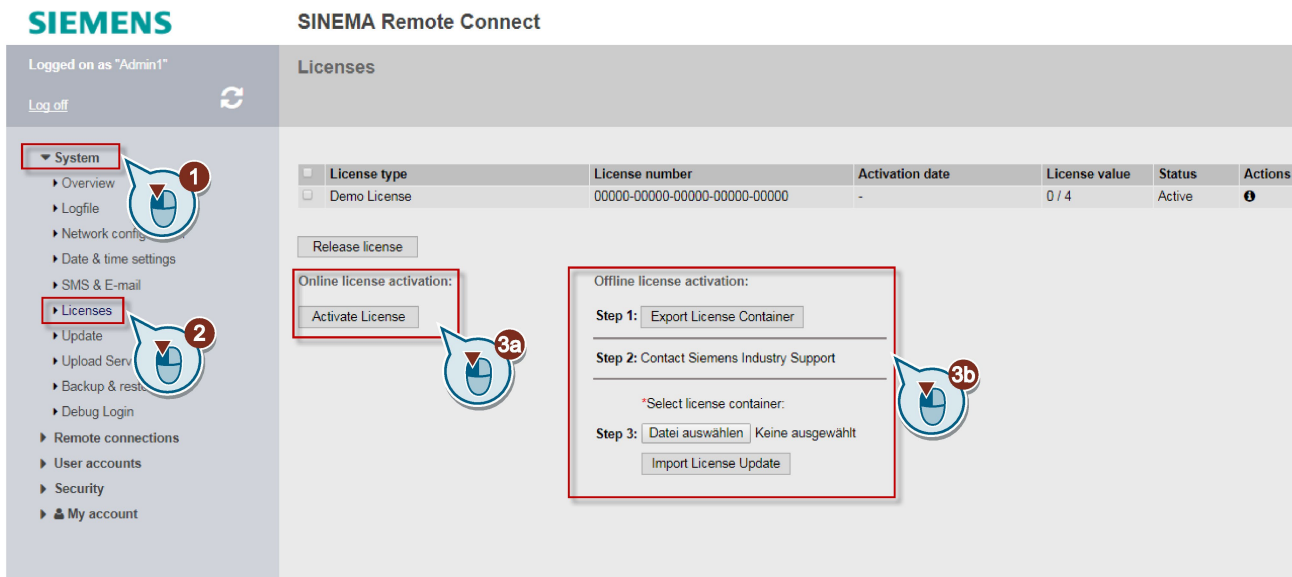 SIEMENS
SINEMA Remote Connect
Logged on as "Admin1"
Log off
Licenses
System
1
Overview
Logfile
Network config
Date & time settings
SMS & E-mail
Licenses
2
Update
Upload Serv
Backup & rest
Debug Login
Remote connections
User accounts
Security
My account
License type License number Activation date License value Status Actions
Demo License 00000-00000-00000-00000-00000 - 0 / 4 Active
Release license
Online license activation:
Activate License
3a
Offline license activation:
Step 1: Export License Container
Step 2: Contact Siemens Industry Support
3b
*Select license container:
Step 3: Datei auswählen Keine ausgewählt
Import License Update